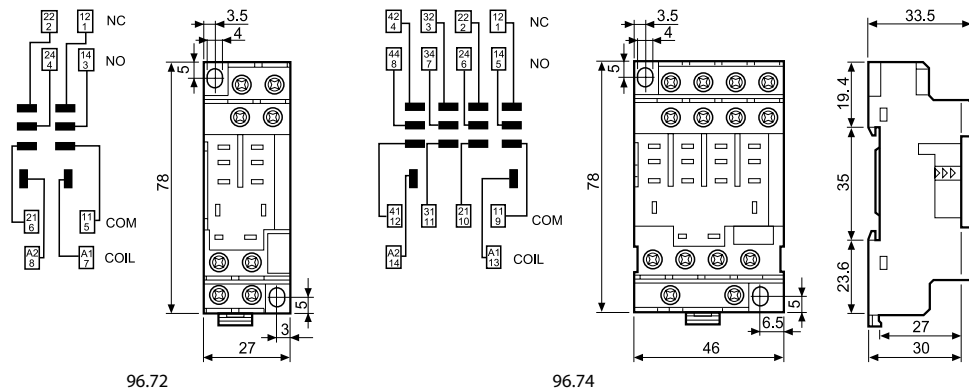 22 12 NC
2 1
24 14 NO
4 3
21 11 COM
6 5
A2 A1 COIL
8 7
3.5
4
5
78
5
3
27
96.72
42 32 22 12 NC
4 3 2 1
44 34 24 14 NO
8 7 6 5
41 31 21 11 COM
12 11 10 9
A2 A1 COIL
14 13
3.5
4
5
78
5
6.5
46
96.74
33.5
19.4
35
23.6
27
30